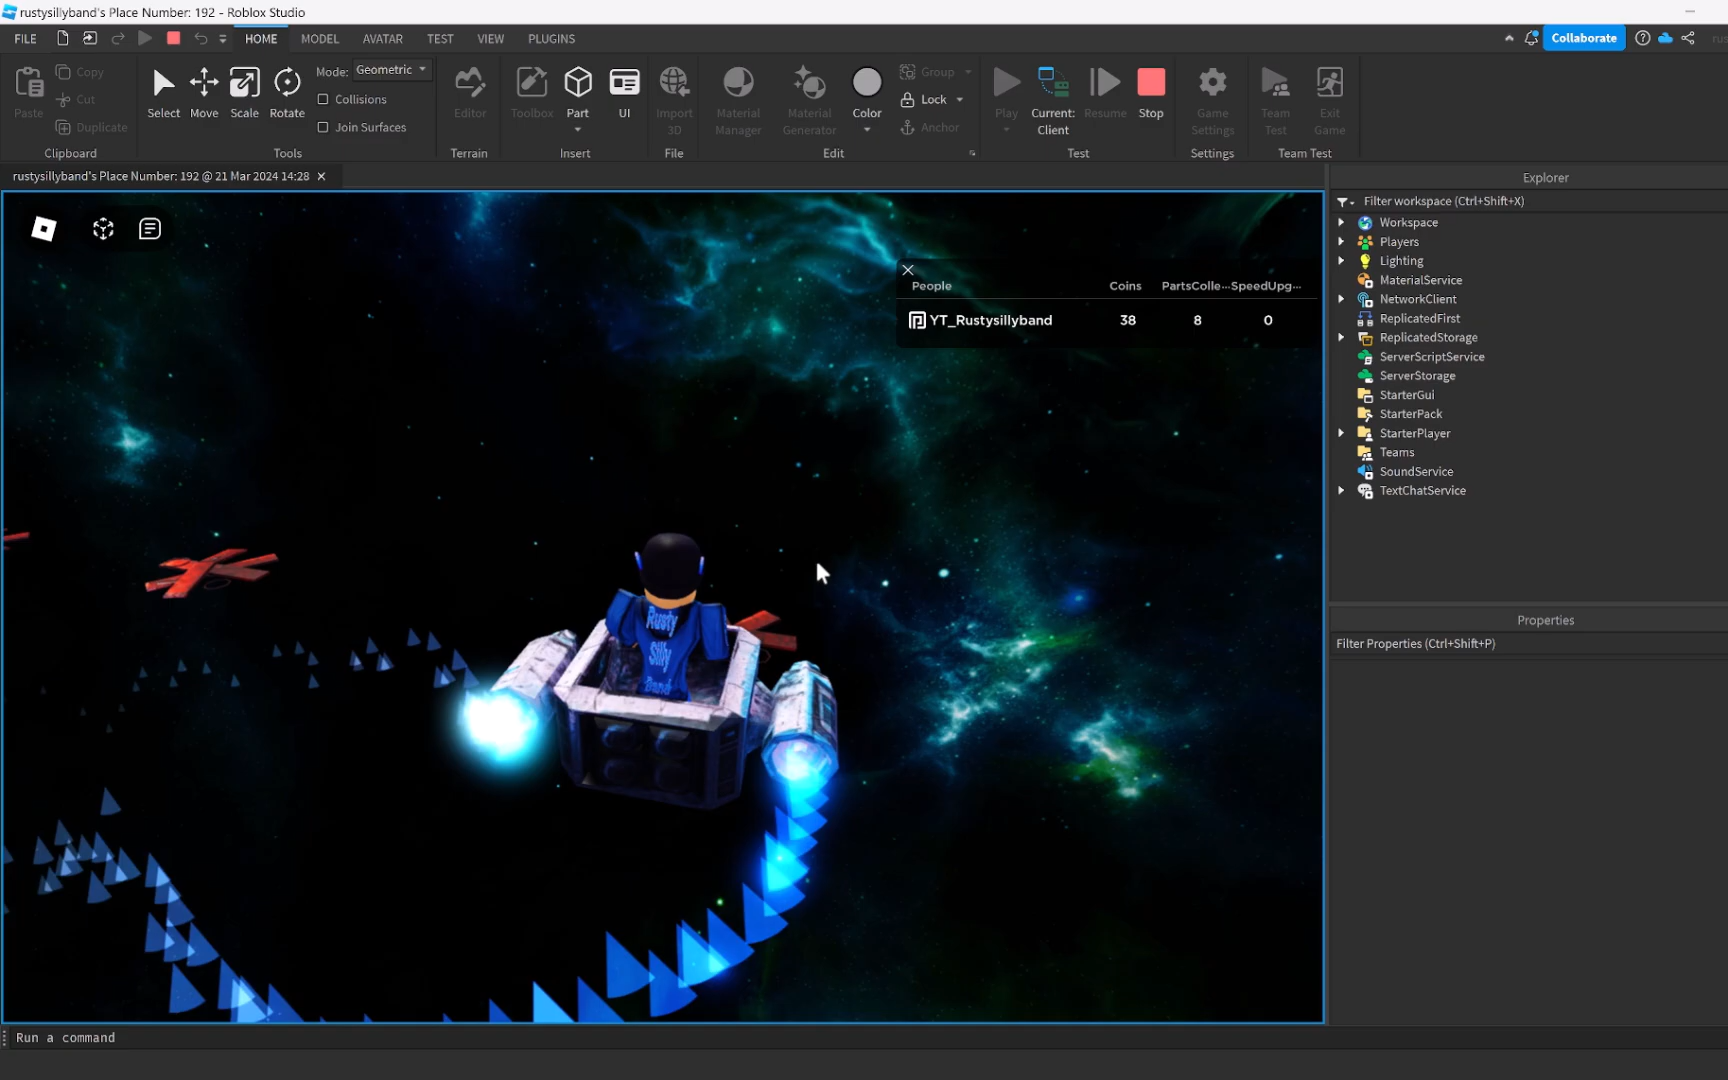 rustysillyband's Place Number: 192 - Roblox Studio
FILE HOME MODEL AVATAR TEST VIEW PLUGINS Collaborate
Paste Copy Cut Duplicate Clipboard
Select Move Scale Rotate Mode: Geometric Collisions Join Surfaces Tools
Editor Terrain
Toolbox Part UI Insert
Import 3D File
Material Manager Material Generator Color Group Lock Anchor Edit
Play Current: Client Resume Stop Test
Game Settings Settings
Team Test Exit Game Team Test
rustysillyband's Place Number: 192 @ 21 Mar 2024 14:28
People Coins PartsColle... SpeedUpg...
YT_Rustysillyband 38 8 0
Rusty
Silly
Band
Explorer
Filter workspace (Ctrl+Shift+X)
Workspace
Players
Lighting
MaterialService
NetworkClient
ReplicatedFirst
ReplicatedStorage
ServerScriptService
ServerStorage
StarterGui
StarterPack
StarterPlayer
Teams
SoundService
TextChatService
Properties
Filter Properties (Ctrl+Shift+P)
Run a command